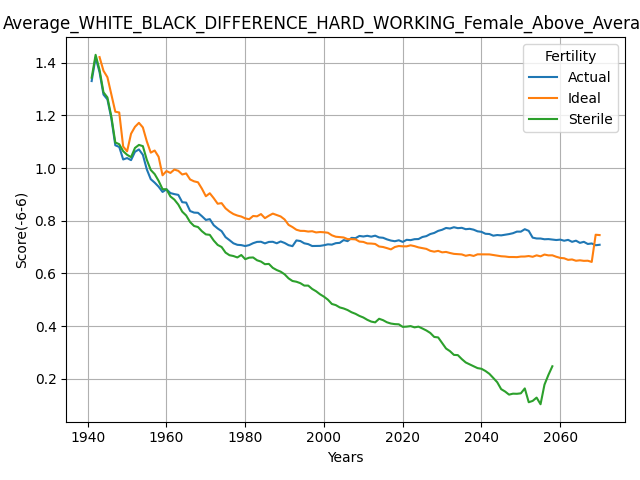 Average_WHITE_BLACK_DIFFERENCE_HARD_WORKING_Female_Above_Avera
Fertility
Actual
Ideal
Sterile
Score(-6-6)
1.4
1.2
1.0
0.8
0.6
0.4
0.2
1940 1960 1980 2000 2020 2040 2060
Years